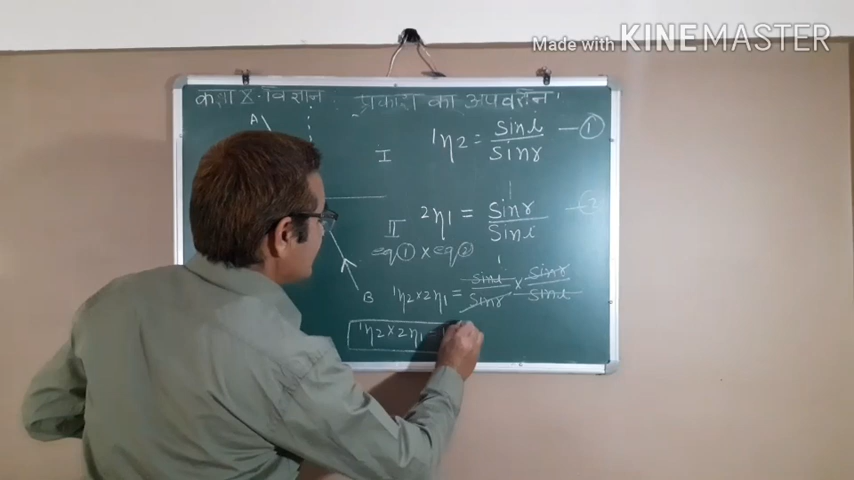 Made with KINEMASTER
कक्षा X. विज्ञान : प्रकाश का अपवर्तन'
A
I ¹η₂ = sin i / sin r — ①
II ²η₁ = sin r / sin i — ②
eq① × eq②
1
B ¹η₂ × ²η₁ = sin i / sin r × sin r / sin i
¹η₂ × ²η₁ =